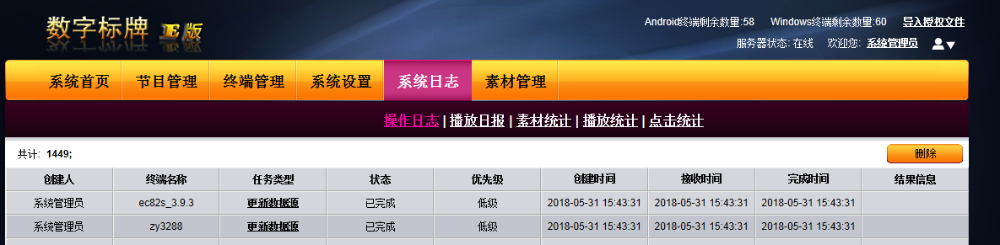 数字标牌 E版
Android终端剩余数量:58 Windows终端剩余数量:60 导入授权文件
服务器状态: 在线 欢迎您: 系统管理员
系统首页 节目管理 终端管理 系统设置 系统日志 素材管理
操作日志 | 播放日报 | 素材统计 | 播放统计 | 点击统计
共计: 1449; 删除
创建人 终端名称 任务类型 状态 优先级 创建时间 接收时间 完成时间 结果信息
系统管理员 ec82s_3.9.3 更新数据源 已完成 低级 2018-05-31 15:43:31 2018-05-31 15:43:31 2018-05-31 15:43:31
系统管理员 zy3288 更新数据源 已完成 低级 2018-05-31 15:43:31 2018-05-31 15:43:31 2018-05-31 15:43:31